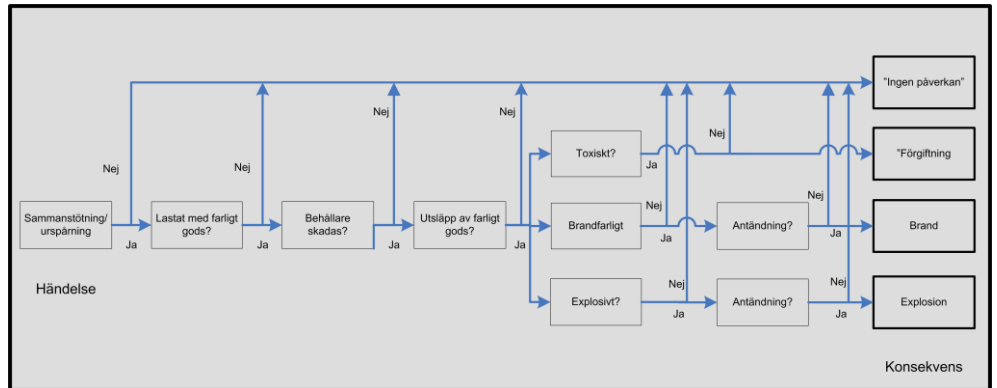 "Ingen påverkan"
Nej
Nej
Nej
Nej
Nej
Toxiskt?
Ja
"Förgiftning
Sammanstötning/
urspårning
Ja
Lastat med farligt
gods?
Ja
Behållare
skadas?
Ja
Utsläpp av farligt
gods?
Ja
Brandfarligt
Nej
Ja
Antändning?
Nej
Ja
Brand
Händelse
Explosivt?
Nej
Ja
Antändning?
Nej
Ja
Explosion
Konsekvens